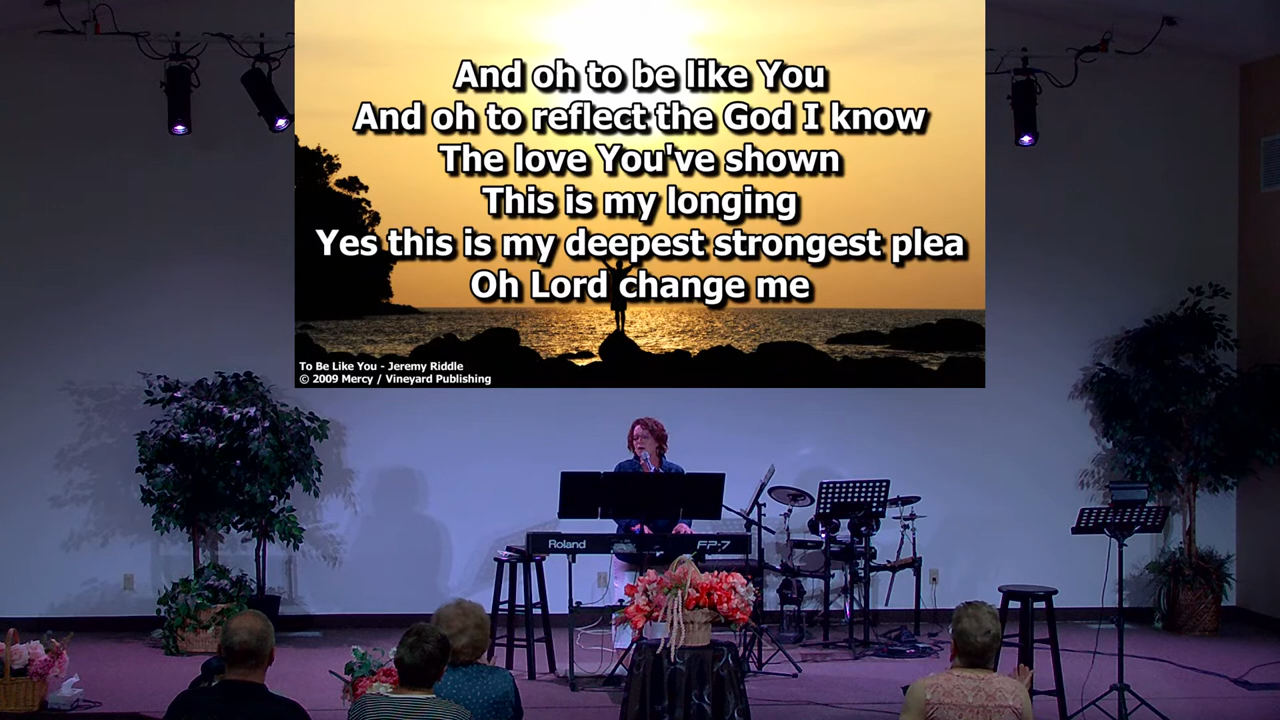 And oh to be like You
And oh to reflect the God I know
The love You've shown
This is my longing
Yes this is my deepest strongest plea
Oh Lord change me
To Be Like You - Jeremy Riddle
© 2009 Mercy / Vineyard Publishing
Roland
FP-7